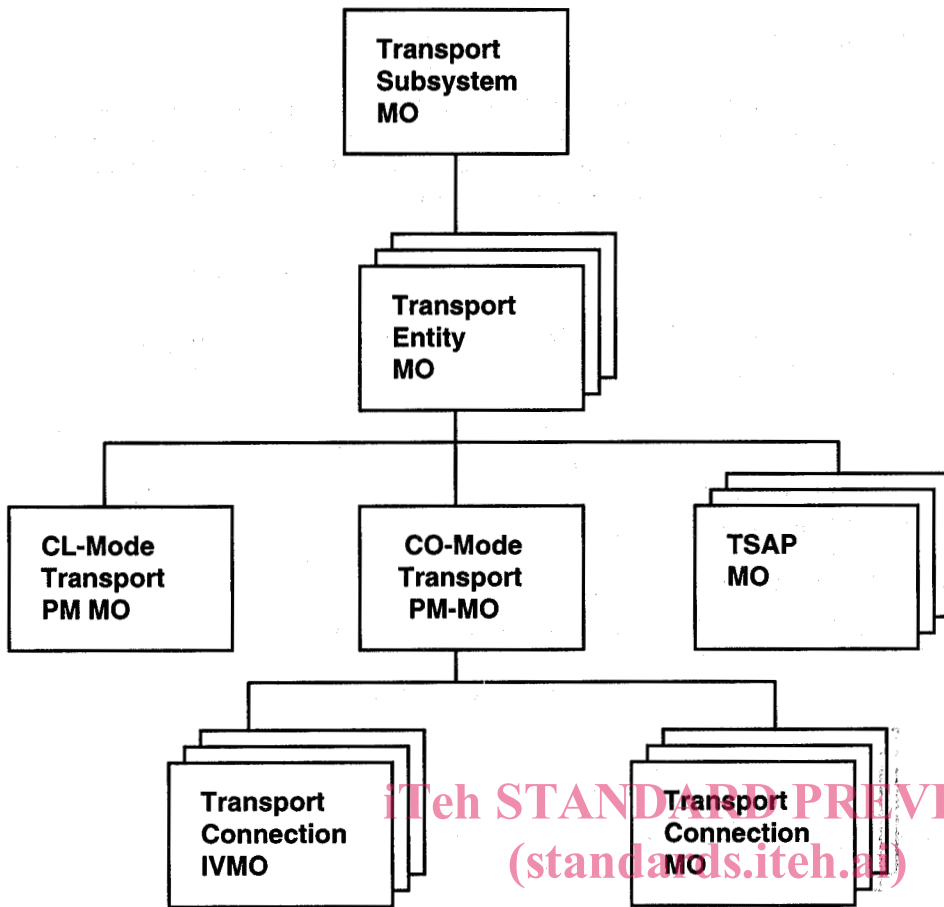 Transport
Subsystem
MO
Transport
Entity
MO
CL-Mode
Transport
PM MO
CO-Mode
Transport
PM-MO
TSAP
MO
Transport
Connection
IVMO
Transport
Connection
MO
iTeh STANDARD PREVI
(standards.iteh.ai)